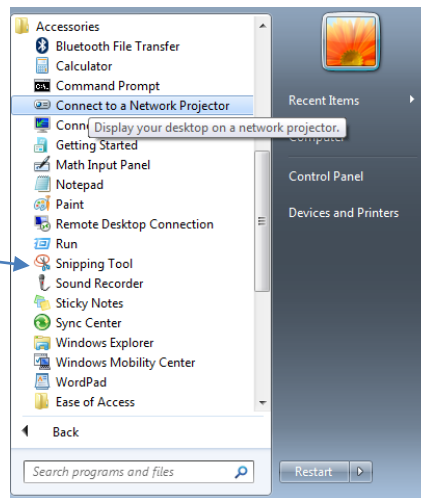 Accessories
Bluetooth File Transfer
Calculator
Command Prompt
Connect to a Network Projector
Conn
Display your desktop on a network projector.
Getting Started
Math Input Panel
Notepad
Paint
Remote Desktop Connection
Run
Snipping Tool
Sound Recorder
Sticky Notes
Sync Center
Windows Explorer
Windows Mobility Center
WordPad
Ease of Access
Back
Search programs and files
Recent Items
Computer
Control Panel
Devices and Printers
Restart